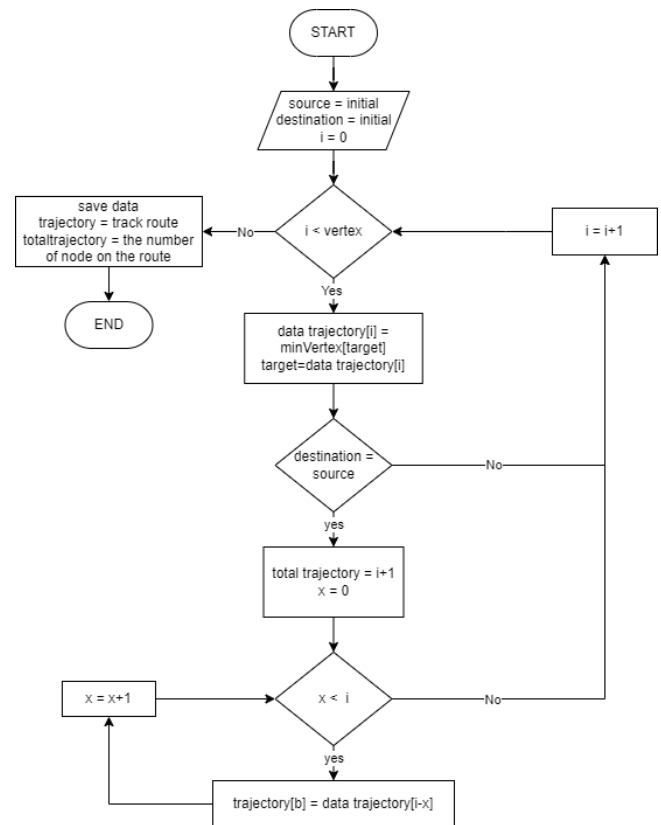 START
source = initial
destination = initial
i = 0
i < vertex
No
save data
trajectory = track route
totaltrajectory = the number
of node on the route
END
i = i+1
Yes
data trajectory[i] =
minVertex[target]
target=data trajectory[i]
destination =
source
No
yes
total trajectory = i+1
x = 0
x = x+1
x < i
No
yes
trajectory[b] = data trajectory[i-x]